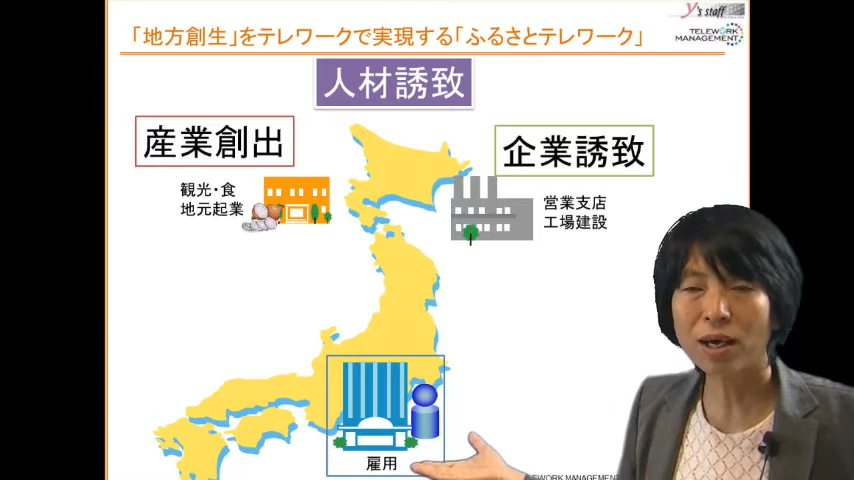 y's staff
「地方創生」をテレワークで実現する「ふるさとテレワーク」
TELEWORK
MANAGEMENT
人材誘致
産業創出
企業誘致
観光・食
地元起業
営業支店
工場建設
雇用
EWORK MANAGEMENT